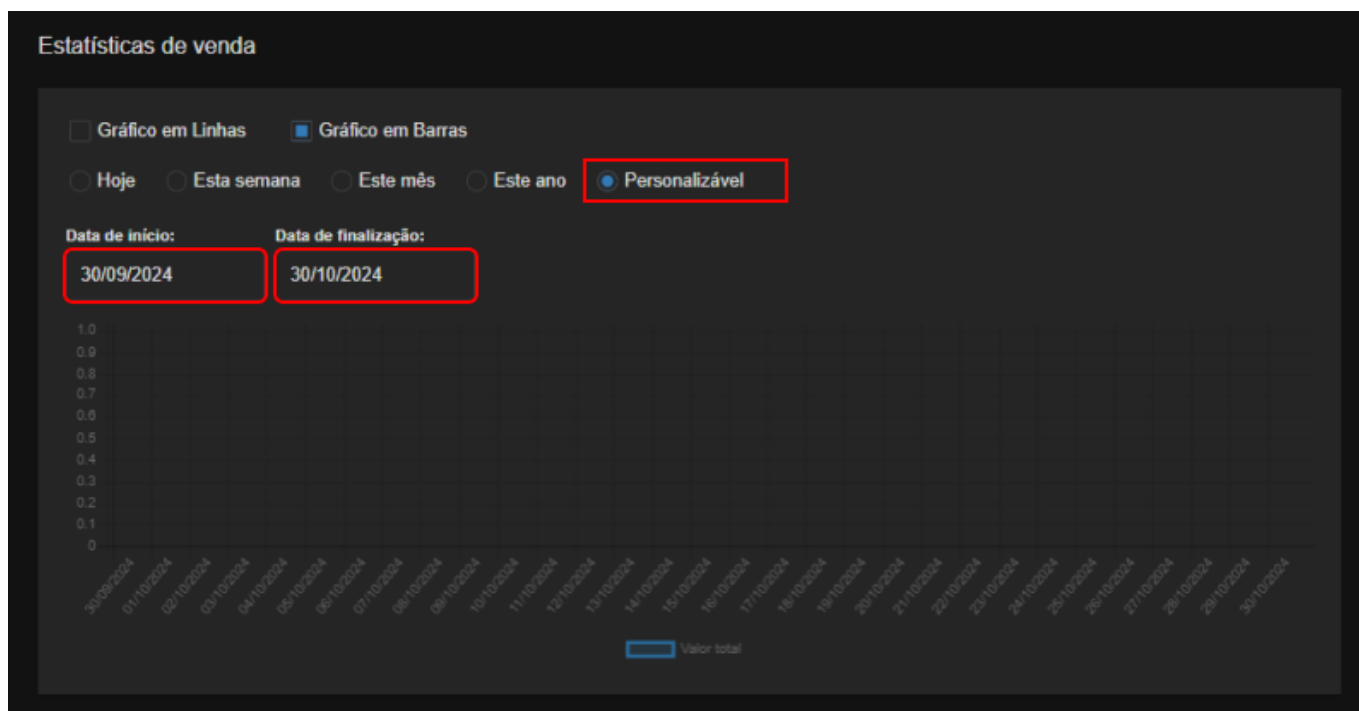 Estatísticas de venda
Gráfico em Linhas Gráfico em Barras
Hoje Esta semana Este mês Este ano Personalizável
Data de início: Data de finalização:
30/09/2024 30/10/2024
1.0
0.9
0.8
0.7
0.6
0.5
0.4
0.3
0.2
0.1
0
30/09/2024 01/10/2024 02/10/2024 03/10/2024 04/10/2024 05/10/2024 06/10/2024 07/10/2024 08/10/2024 09/10/2024 10/10/2024 11/10/2024 12/10/2024 13/10/2024 14/10/2024 15/10/2024 16/10/2024 17/10/2024 18/10/2024 19/10/2024 20/10/2024 21/10/2024 22/10/2024 23/10/2024 24/10/2024 25/10/2024 26/10/2024 27/10/2024 28/10/2024 29/10/2024 30/10/2024
Valor total